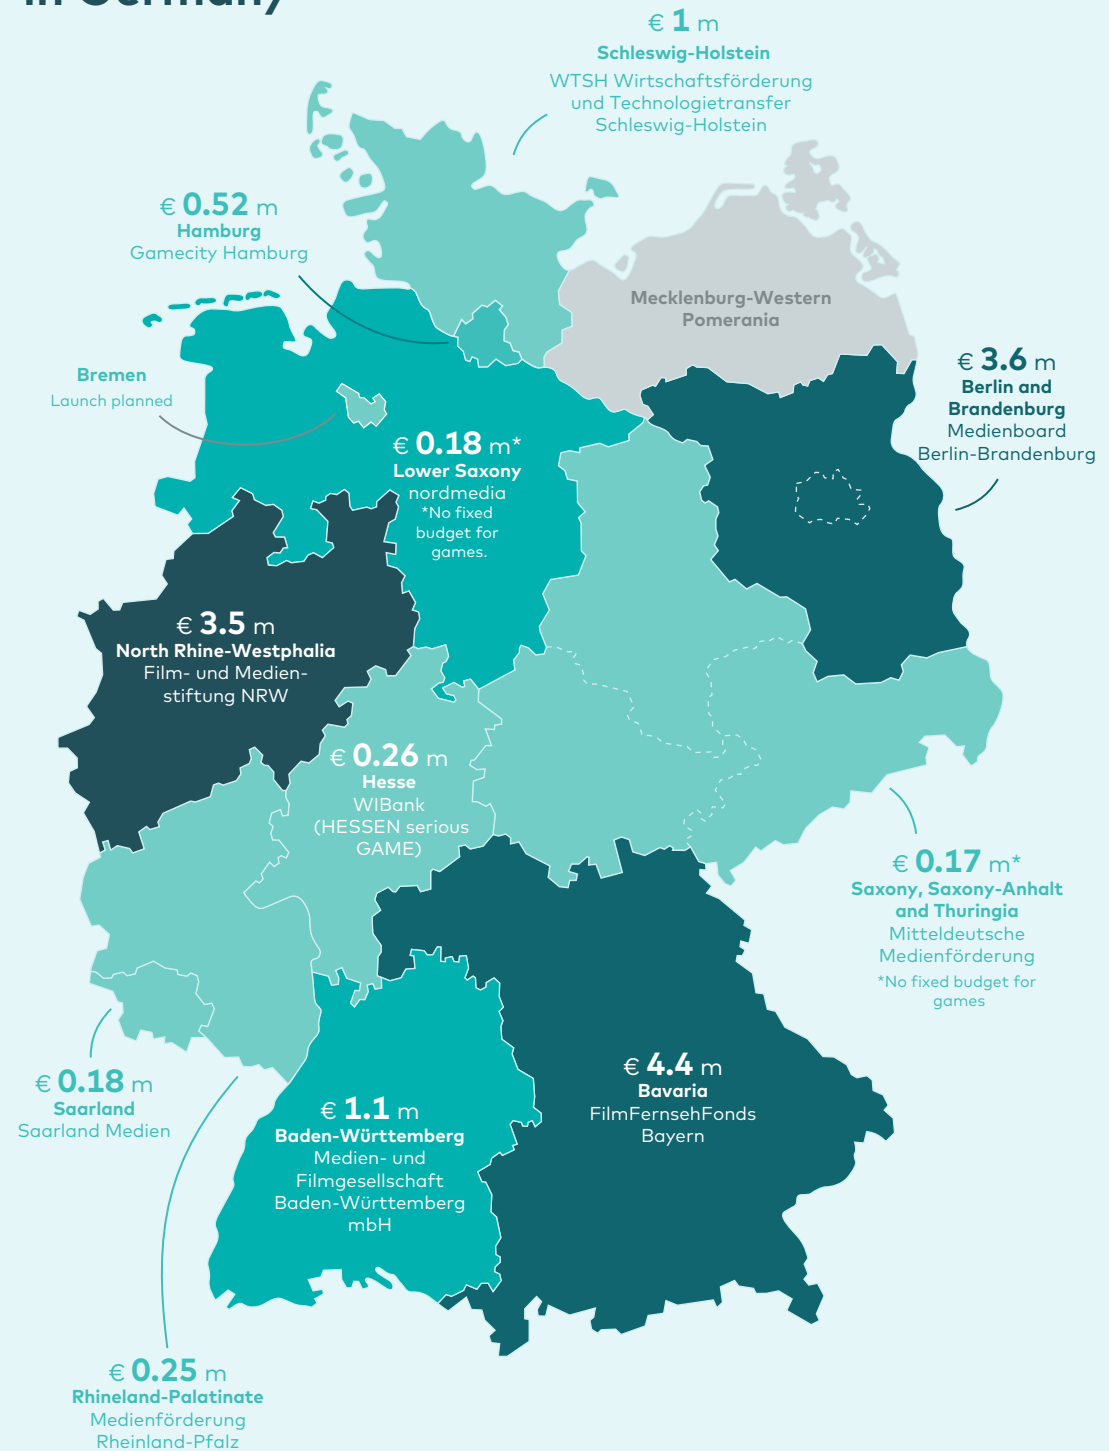 in Germany
€ 1 m
Schleswig-Holstein
WTSH Wirtschaftsförderung
und Technologietransfer
Schleswig-Holstein
€ 0.52 m
Hamburg
Gamecity Hamburg
Mecklenburg-Western
Pomerania
Bremen
Launch planned
€ 3.6 m
Berlin and
Brandenburg
Medienboard
Berlin-Brandenburg
€ 0.18 m*
Lower Saxony
nordmedia
*No fixed
budget for
games.
€ 3.5 m
North Rhine-Westphalia
Film- und Medien-
stiftung NRW
€ 0.26 m
Hesse
WIBank
(HESSEN serious
GAME)
€ 0.17 m*
Saxony, Saxony-Anhalt
and Thuringia
Mitteldeutsche
Medienförderung
*No fixed budget for
games
€ 0.18 m
Saarland
Saarland Medien
€ 4.4 m
Bavaria
FilmFernsehFonds
Bayern
€ 1.1 m
Baden-Württemberg
Medien- und
Filmgesellschaft
Baden-Württemberg
mbH
€ 0.25 m
Rhineland-Palatinate
Medienförderung
Rheinland-Pfalz